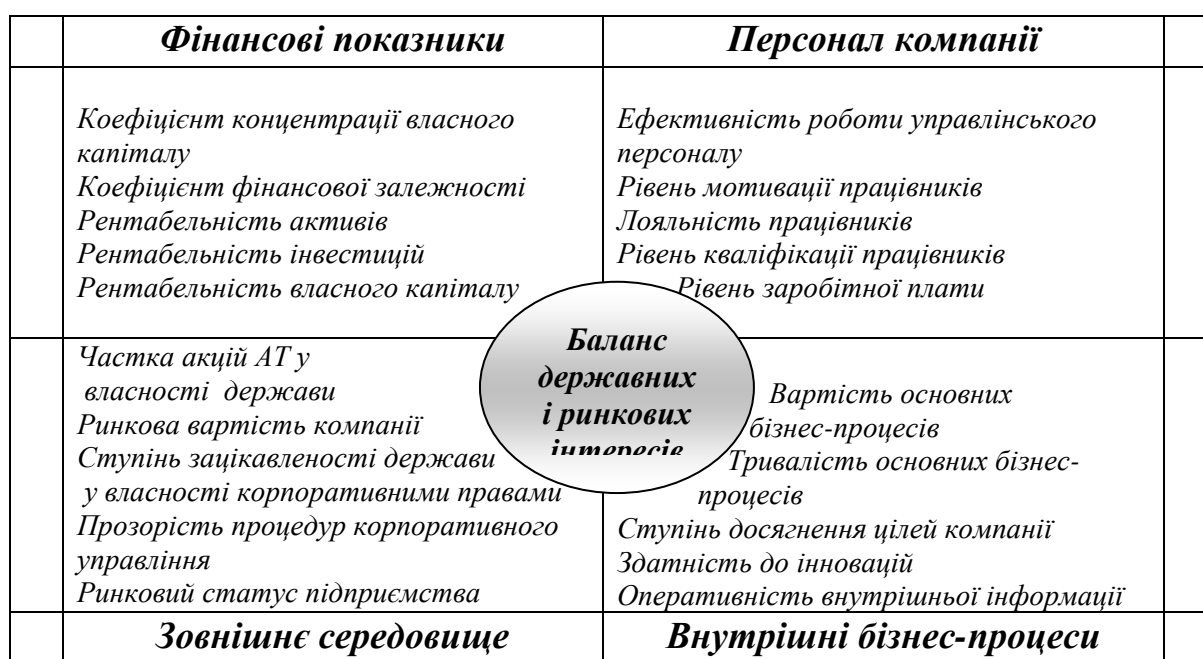 Фінансові показники
Персонал компанії
Коефіцієнт концентрації власного
капіталу
Коефіцієнт фінансової залежності
Рентабельність активів
Рентабельність інвестицій
Рентабельність власного капіталу
Ефективність роботи управлінського
персоналу
Рівень мотивації працівників
Лояльність працівників
Рівень кваліфікації працівників
Рівень заробітної плати
Баланс
державних
і ринкових
інтересів
Частка акцій АТ у
власності держави
Ринкова вартість компанії
Ступінь зацікавленості держави
у власності корпоративними правами
Прозорість процедур корпоративного
управління
Ринковий статус підприємства
Вартість основних
бізнес-процесів
Тривалість основних бізнес-
процесів
Ступінь досягнення цілей компанії
Здатність до інновацій
Оперативність внутрішньої інформації
Зовнішнє середовище
Внутрішні бізнес-процеси